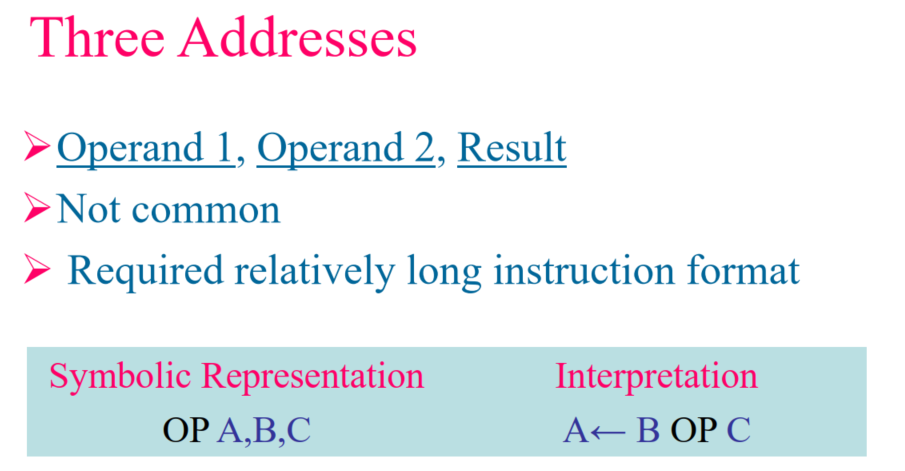 Three Addresses
➢Operand 1, Operand 2, Result
➢Not common
➢ Required relatively long instruction format
Symbolic Representation Interpretation
OP A,B,C A← B OP C